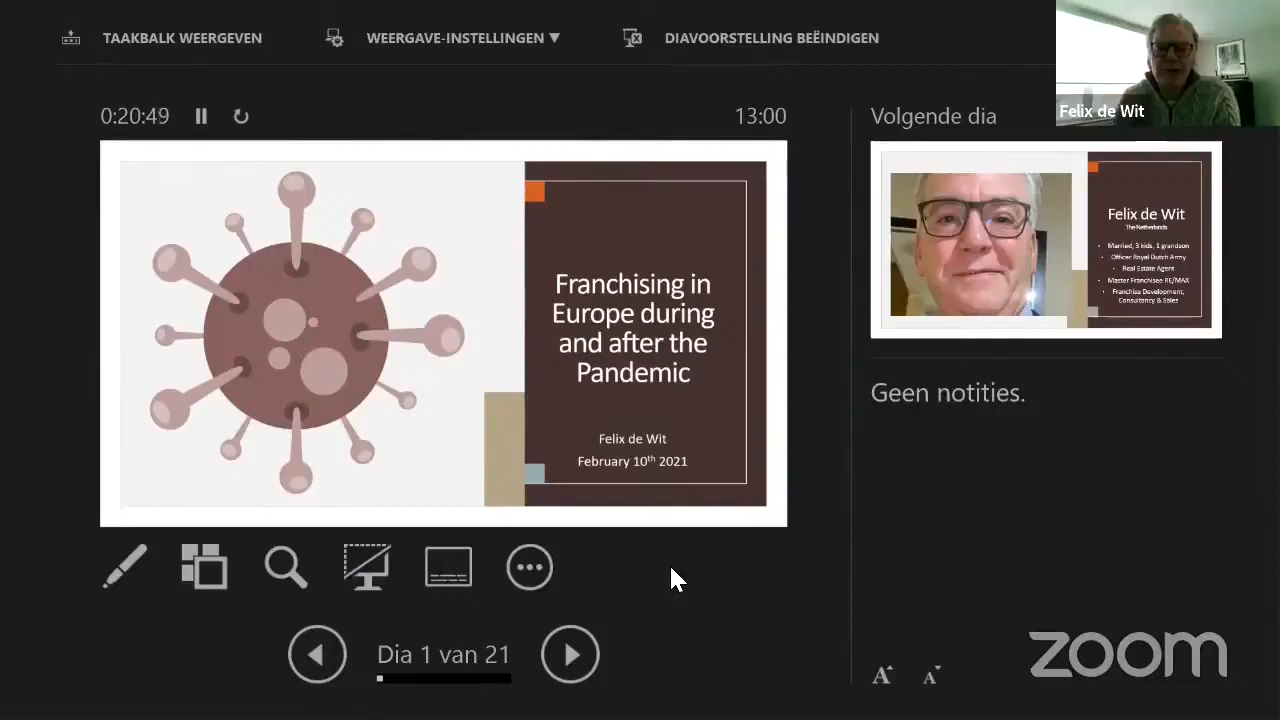 TAAKBALK WEERGEVEN
WEERGAVE-INSTELLINGEN ▼
DIAVOORSTELLING BEËINDIGEN
Felix de Wit
0:20:49
13:00
Volgende dia
Franchising in
Europe during
and after the
Pandemic
Felix de Wit
February 10th 2021
Felix de Wit
The Netherlands
• Married, 3 kids, 1 grandson
• Officer Royal Dutch Army
• Real Estate Agent
• Master Franchisee RE/MAX
• Franchise Development,
Consultancy & Sales
Geen notities.
Dia 1 van 21
A A
zoom